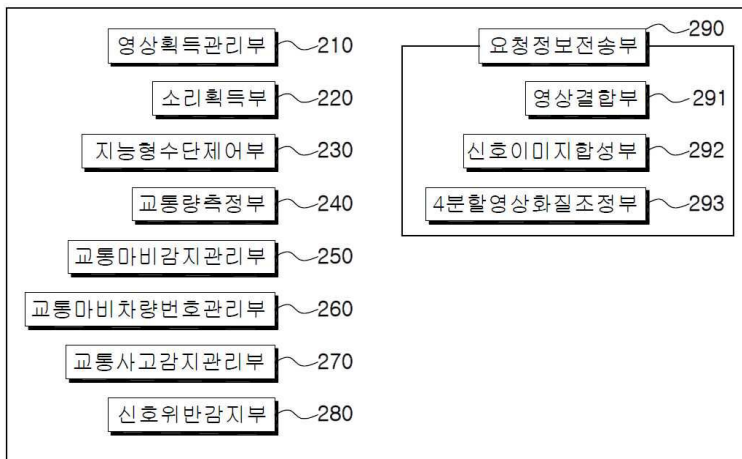 영상획득관리부 210
소리획득부 220
지능형수단제어부 230
교통량측정부 240
교통마비감지관리부 250
교통마비차량번호관리부 260
교통사고감지관리부 270
신호위반감지부 280
요청정보전송부 290
영상결합부 291
신호이미지합성부 292
4분할영상화질조정부 293